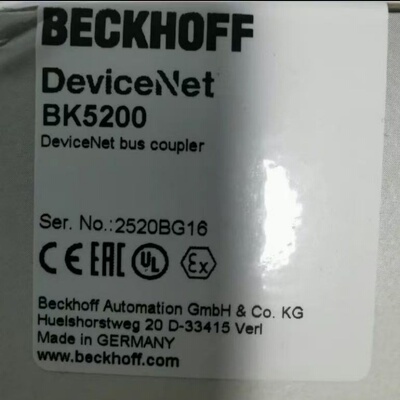 BECKHOFF
DeviceNet
BK5200
DeviceNet bus coupler
Ser. No.:2520BG16
CE EAC UL Ex
Beckhoff Automation GmbH & Co. KG
Huelshorstweg 20 D-33415 Verl
Made in GERMANY
www.beckhoff.com